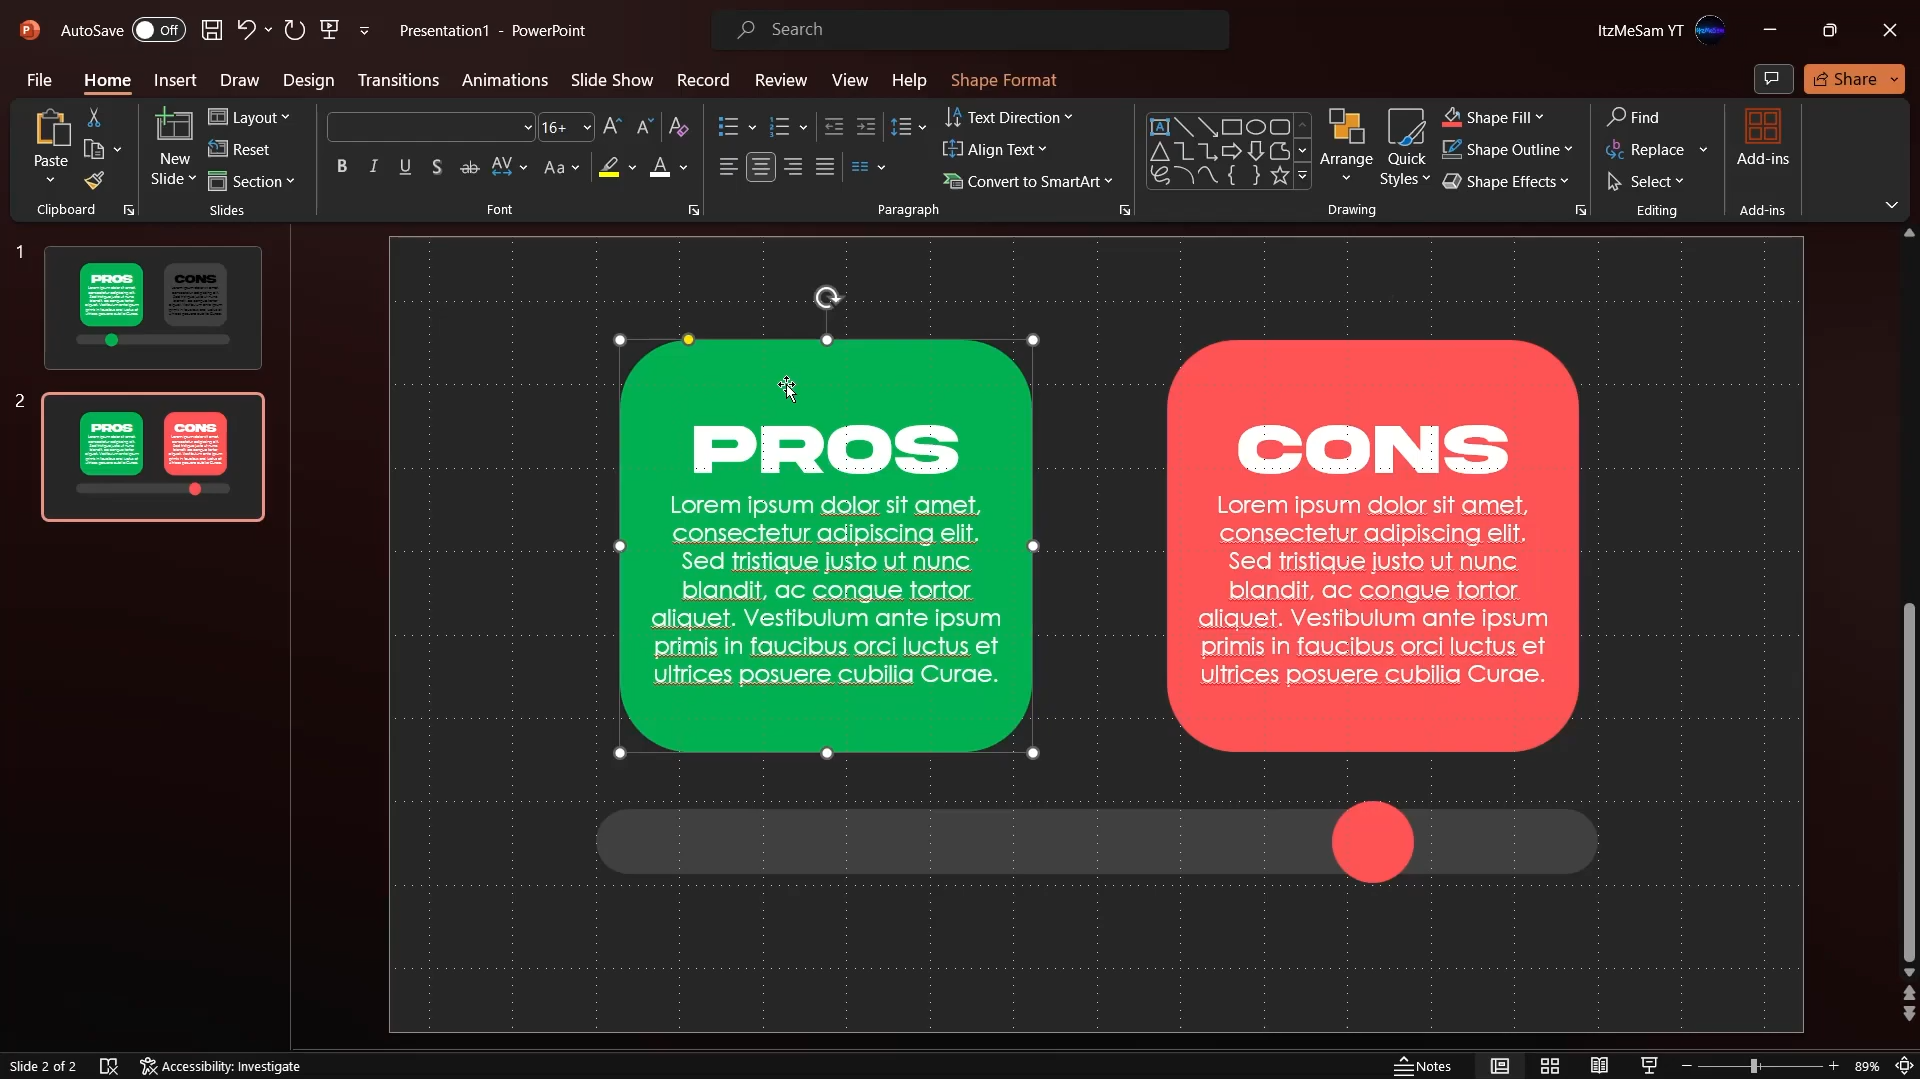 AutoSave Off Presentation1 - PowerPoint Search ItzMeSam YT
File Home Insert Draw Design Transitions Animations Slide Show Record Review View Help Shape Format Share
Paste
New
Slide
Layout
Reset
Section
16+
Text Direction
Align Text
Convert to SmartArt
Arrange
Quick
Styles
Shape Fill
Shape Outline
Shape Effects
Find
Replace
Select
Add-ins
Clipboard Slides Font Paragraph Drawing Editing Add-ins
1
PROS CONS
2
PROS CONS
PROS
Lorem ipsum dolor sit amet,
consectetur adipiscing elit.
Sed tristique justo ut nunc
blandit, ac congue tortor
aliquet. Vestibulum ante ipsum
primis in faucibus orci luctus et
ultrices posuere cubilia Curae.
CONS
Lorem ipsum dolor sit amet,
consectetur adipiscing elit.
Sed tristique justo ut nunc
blandit, ac congue tortor
aliquet. Vestibulum ante ipsum
primis in faucibus orci luctus et
ultrices posuere cubilia Curae.
Slide 2 of 2 Accessibility: Investigate Notes 89%